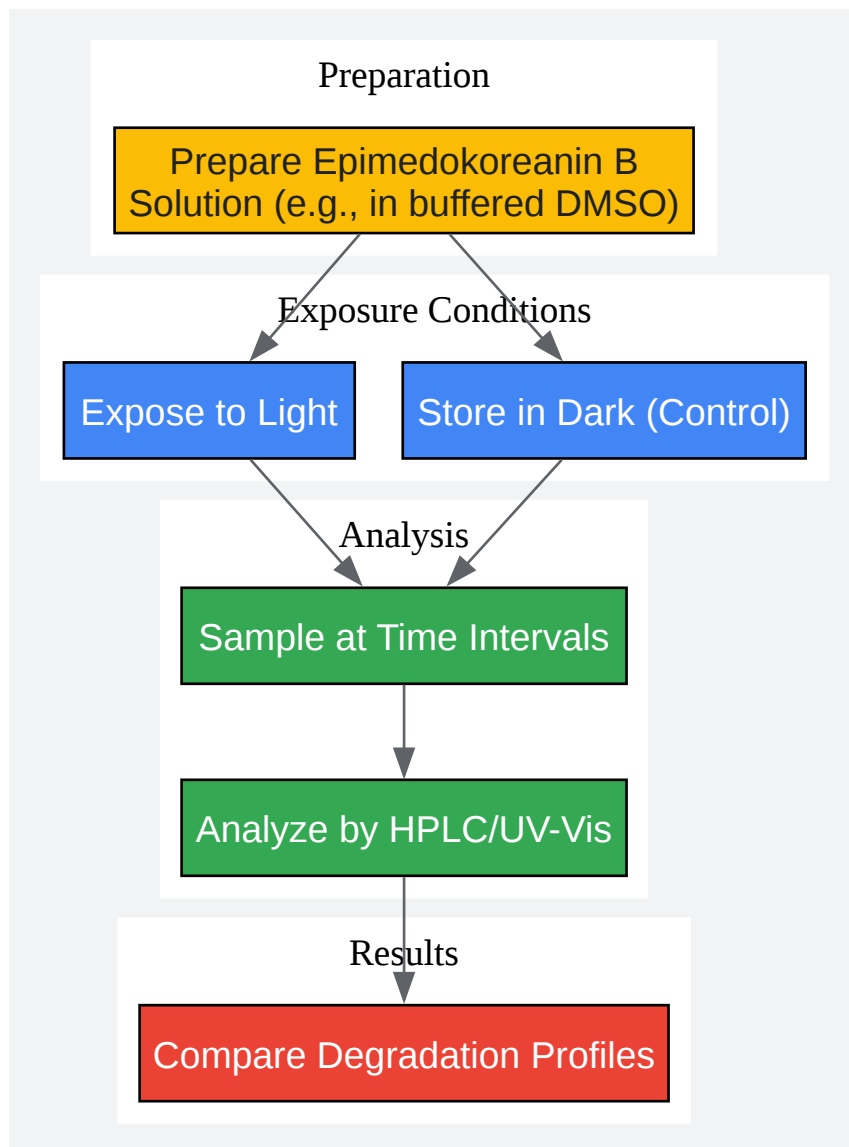 Preparation
Prepare Epimedokoreanin B
Solution (e.g., in buffered DMSO)
Exposure Conditions
Expose to Light
Store in Dark (Control)
Analysis
Sample at Time Intervals
Analyze by HPLC/UV-Vis
Results
Compare Degradation Profiles